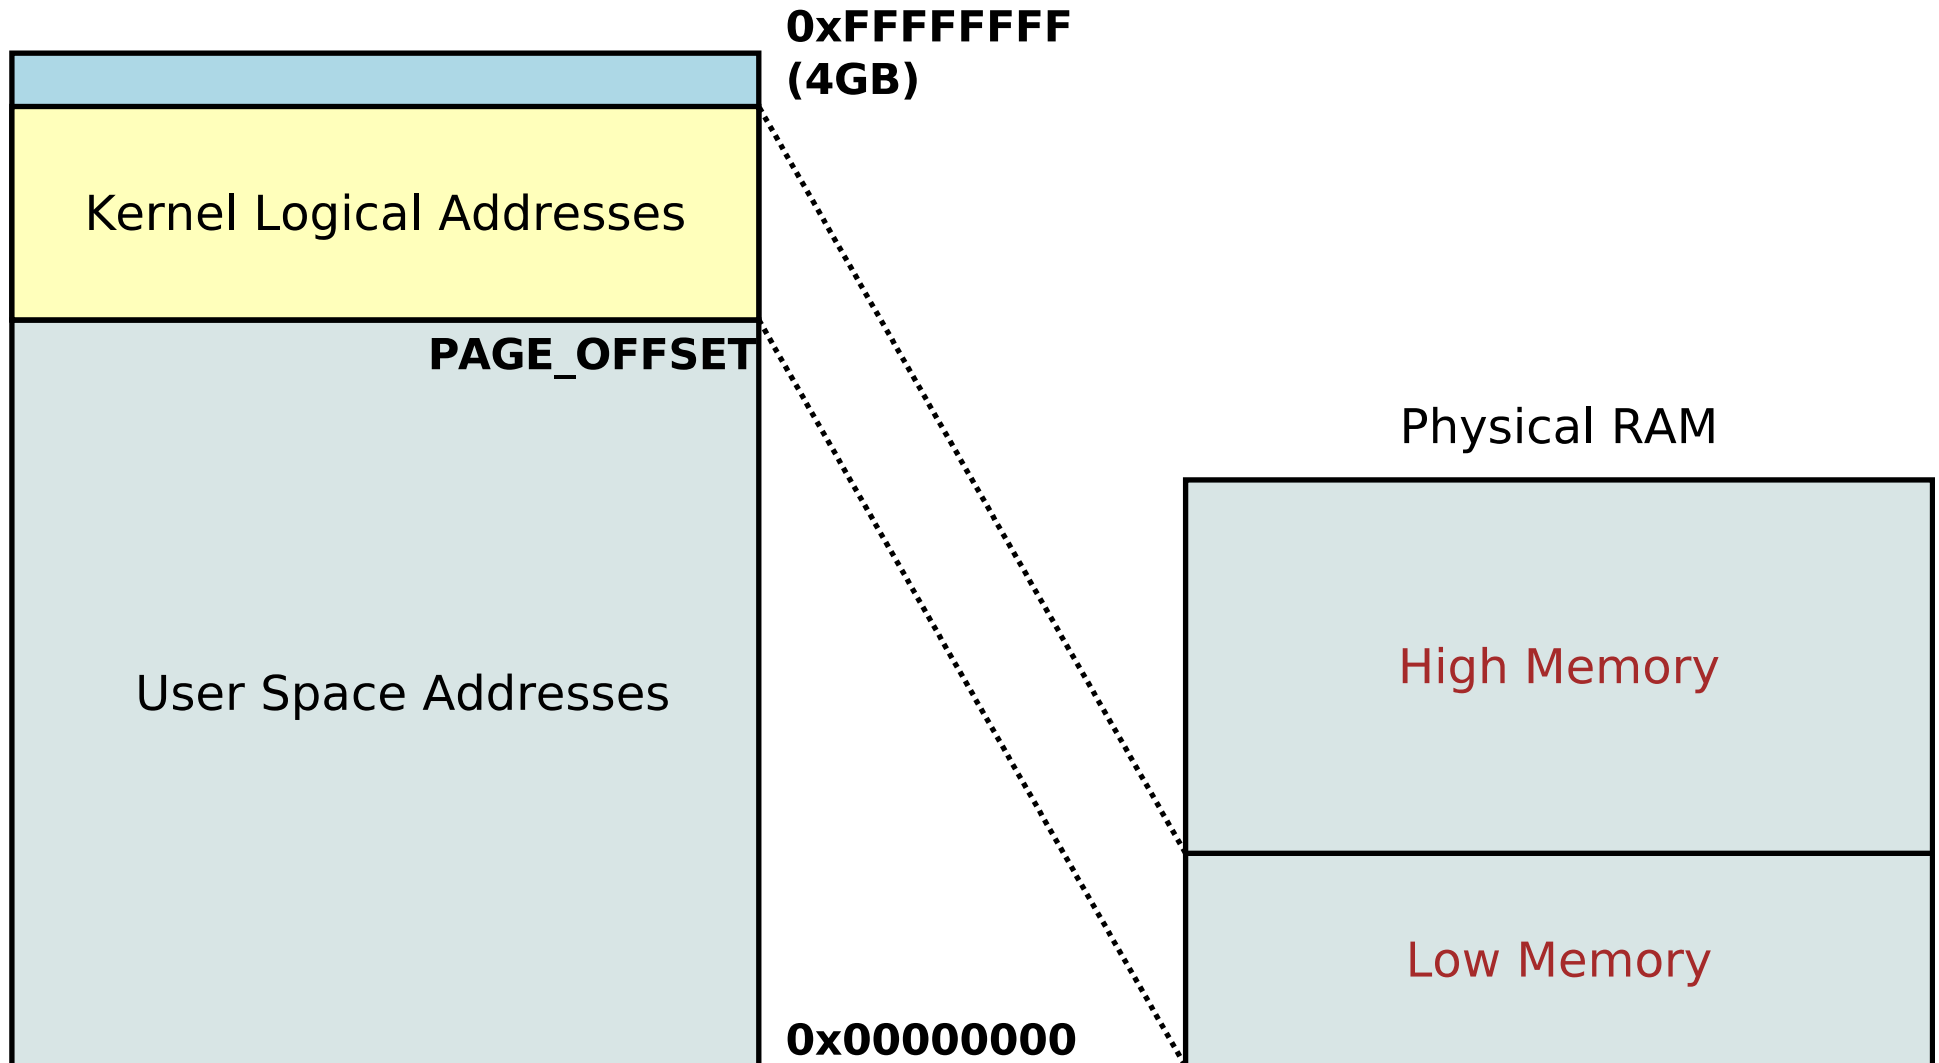 0xFFFFFFFF
(4GB)
Kernel Logical Addresses
PAGE_OFFSET
Physical RAM
High Memory
User Space Addresses
Low Memory
0x00000000